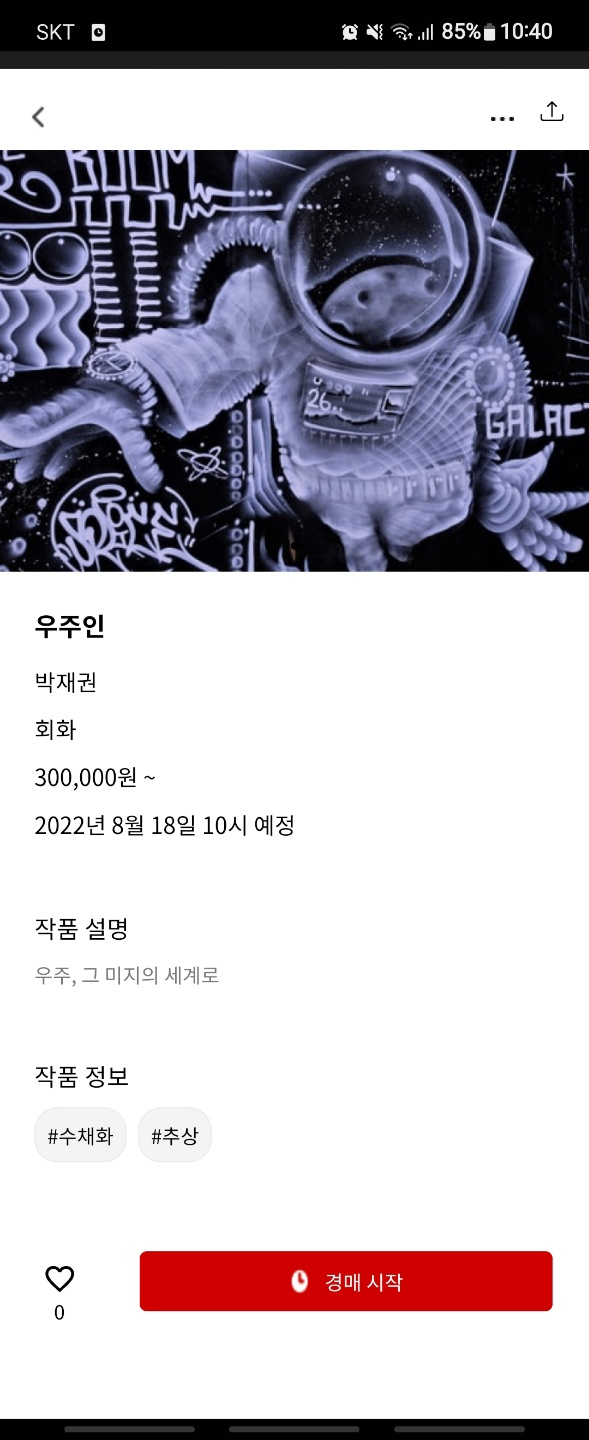 SKT 85% 10:40
BOOM
26
GALACT
우주인
박재권
회화
300,000원 ~
2022년 8월 18일 10시 예정
작품 설명
우주, 그 미지의 세계로
작품 정보
#수채화 #추상
경매 시작
0